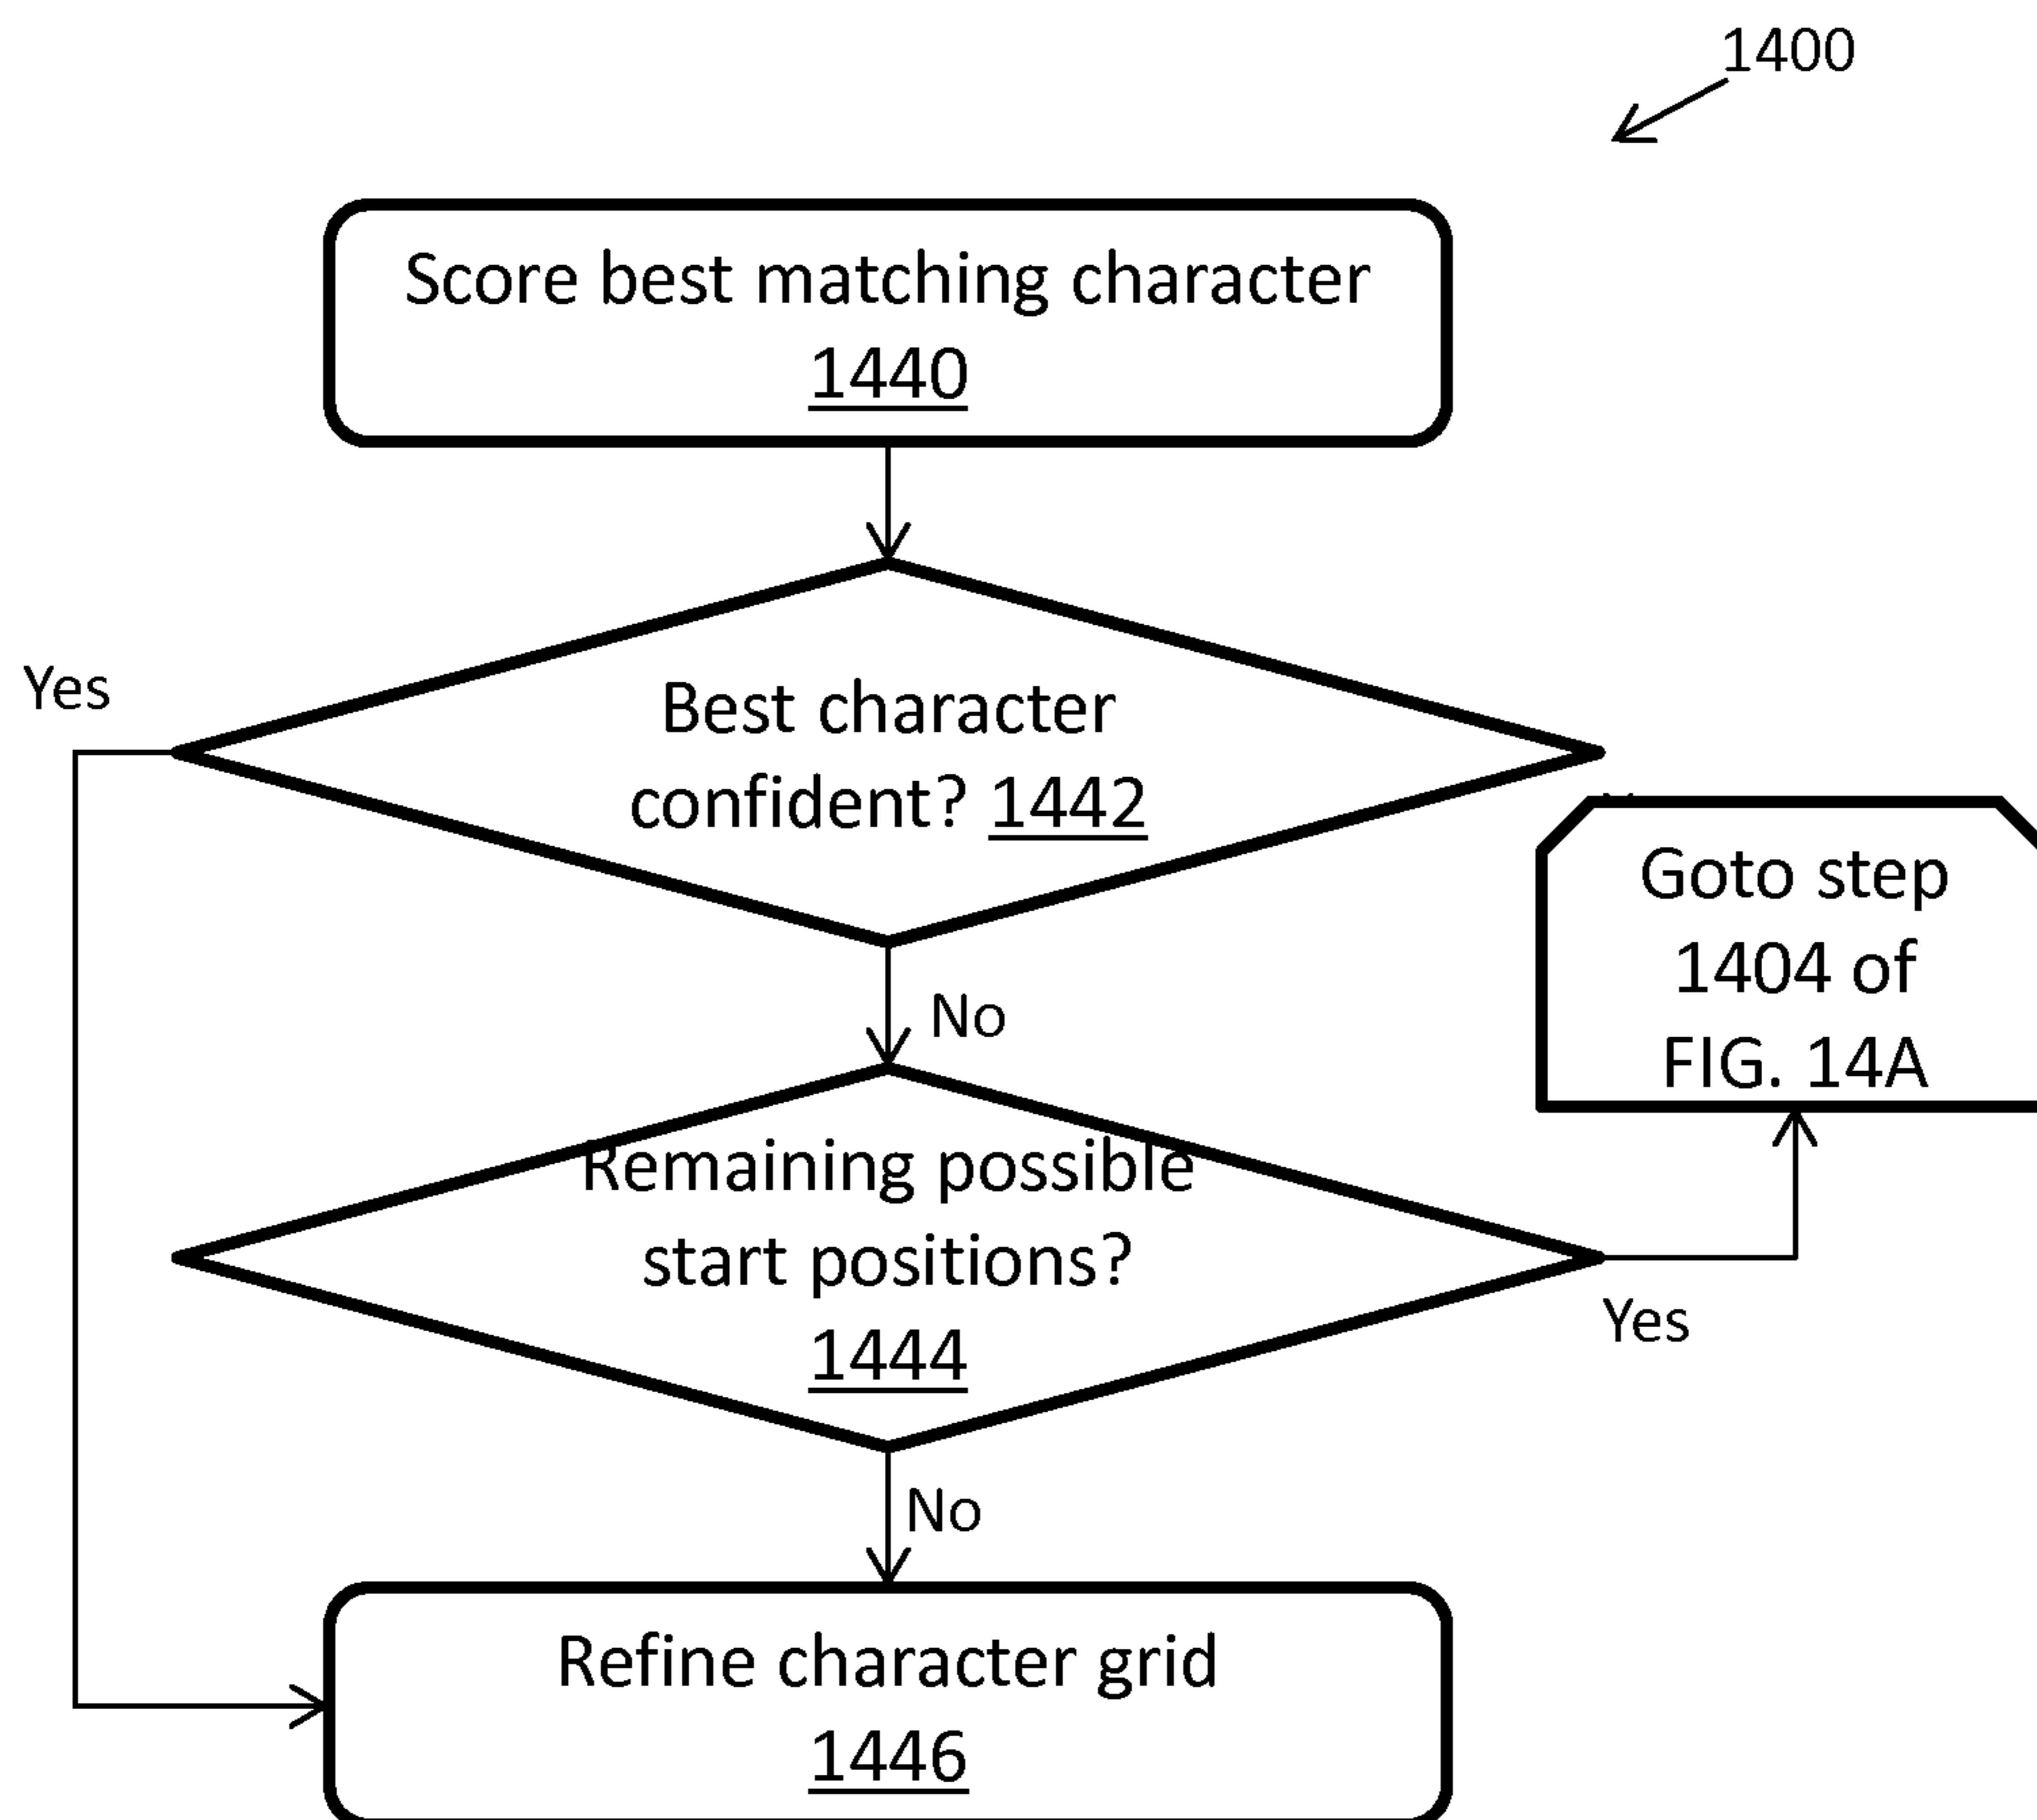 1400
Score best matching character
1440
Yes
Best character
confident? 1442
Goto step
1404 of
FIG. 14A
No
Remaining possible
start positions?
1444
Yes
No
Refine character grid
1446